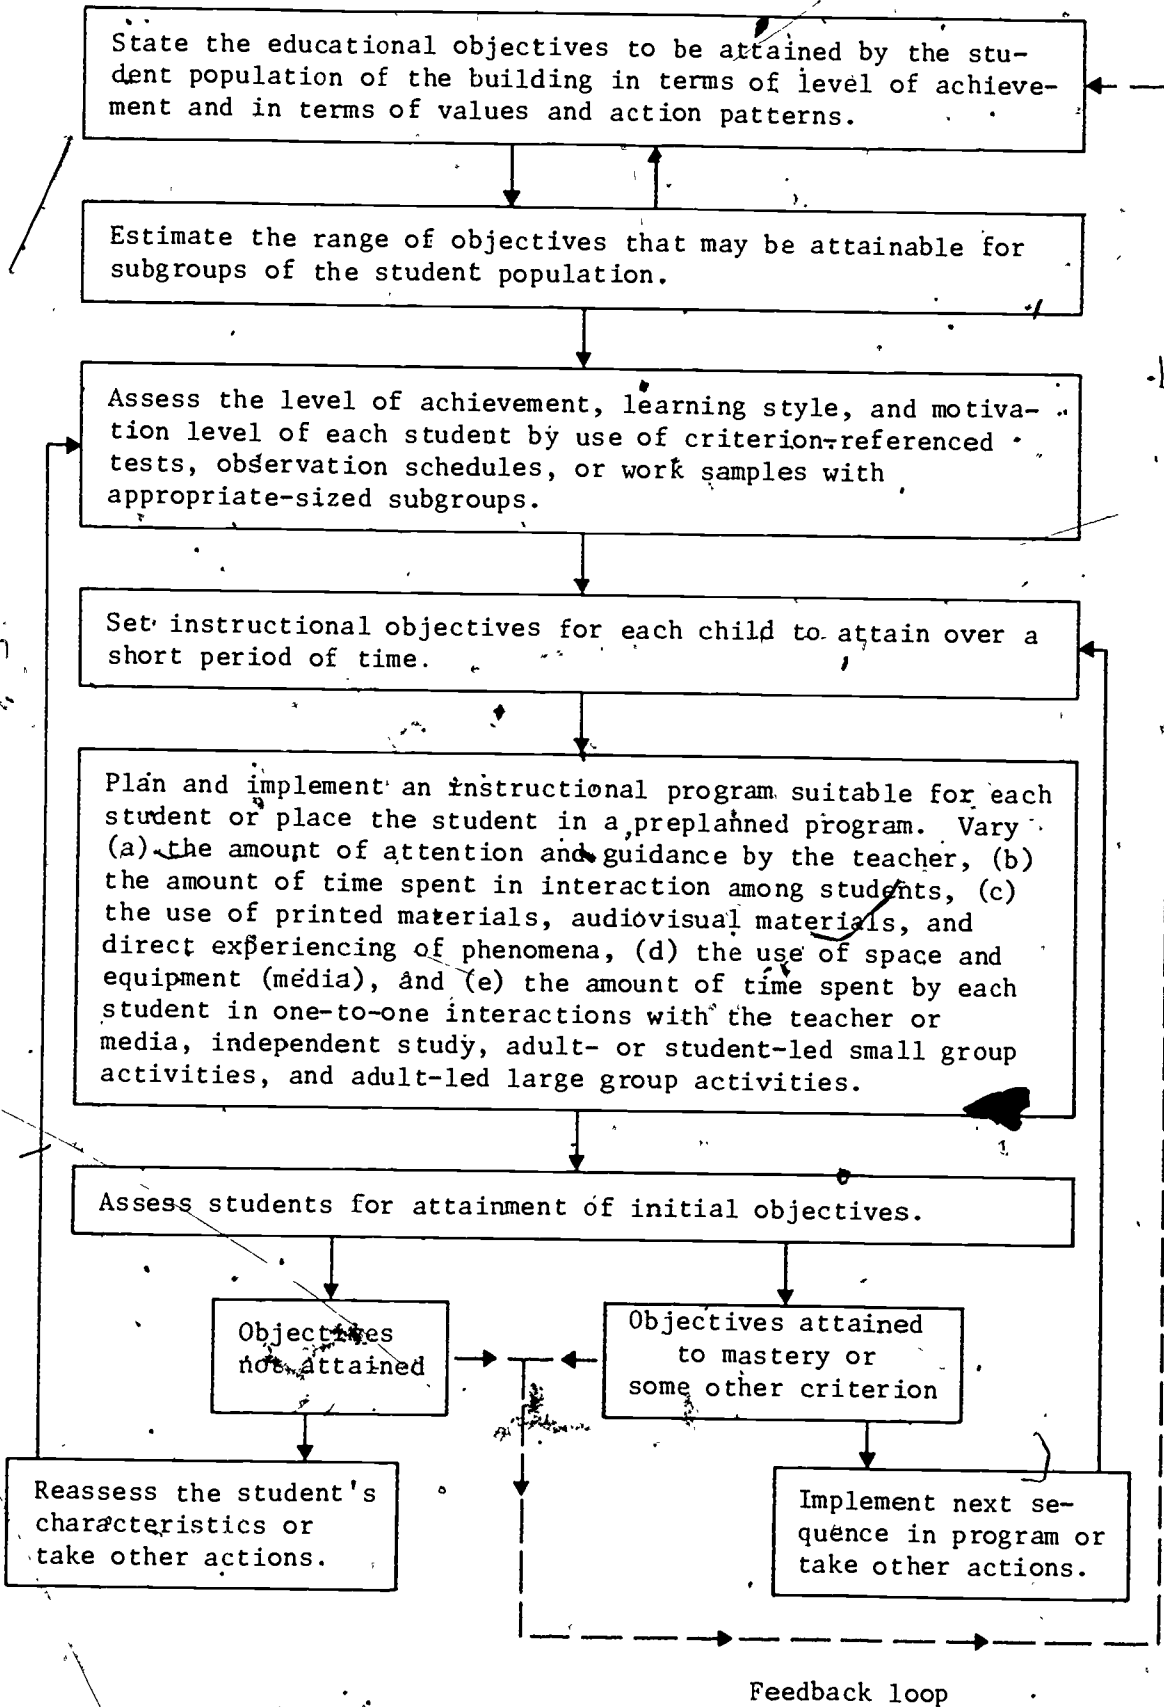 State the educational objectives to be attained by the stu-
dent population of the building in terms of level of achieve-
ment and in terms of values and action patterns.
Estimate the range of objectives that may be attainable for
subgroups of the student population.
Assess the level of achievement, learning style, and motiva-
tion level of each student by use of criterion-referenced
tests, observation schedules, or work samples with
appropriate-sized subgroups.
Set instructional objectives for each child to attain over a
short period of time.
Plan and implement an instructional program suitable for each
student or place the student in a preplanned program. Vary
(a) the amount of attention and guidance by the teacher, (b)
the amount of time spent in interaction among students, (c)
the use of printed materials, audiovisual materials, and
direct experiencing of phenomena, (d) the use of space and
equipment (media), and (e) the amount of time spent by each
student in one-to-one interactions with the teacher or
media, independent study, adult- or student-led small group
activities, and adult-led large group activities.
Assess students for attainment of initial objectives.
Objectives
not attained
Objectives attained
to mastery or
some other criterion
Reassess the student's
characteristics or
take other actions.
Implement next se-
quence in program or
take other actions.
Feedback loop